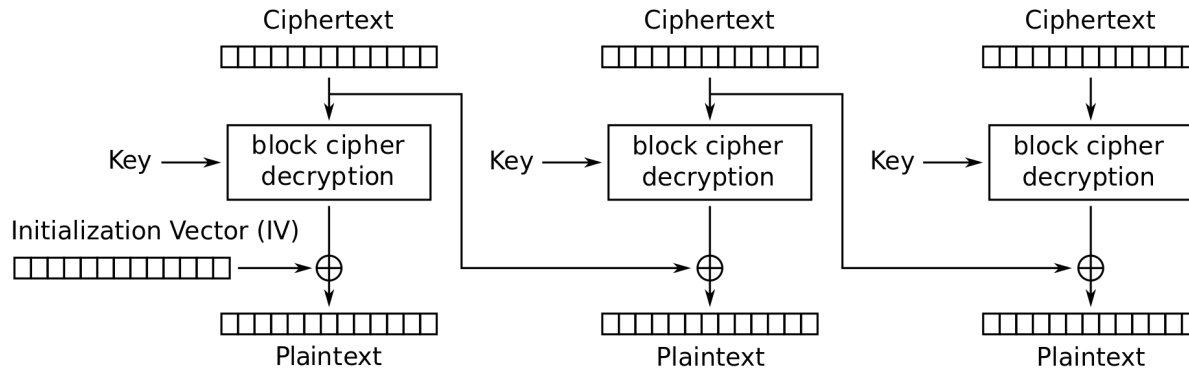 Ciphertext
Ciphertext
Ciphertext
Key
block cipher
decryption
Key
block cipher
decryption
Key
block cipher
decryption
Initialization Vector (IV)
Plaintext
Plaintext
Plaintext